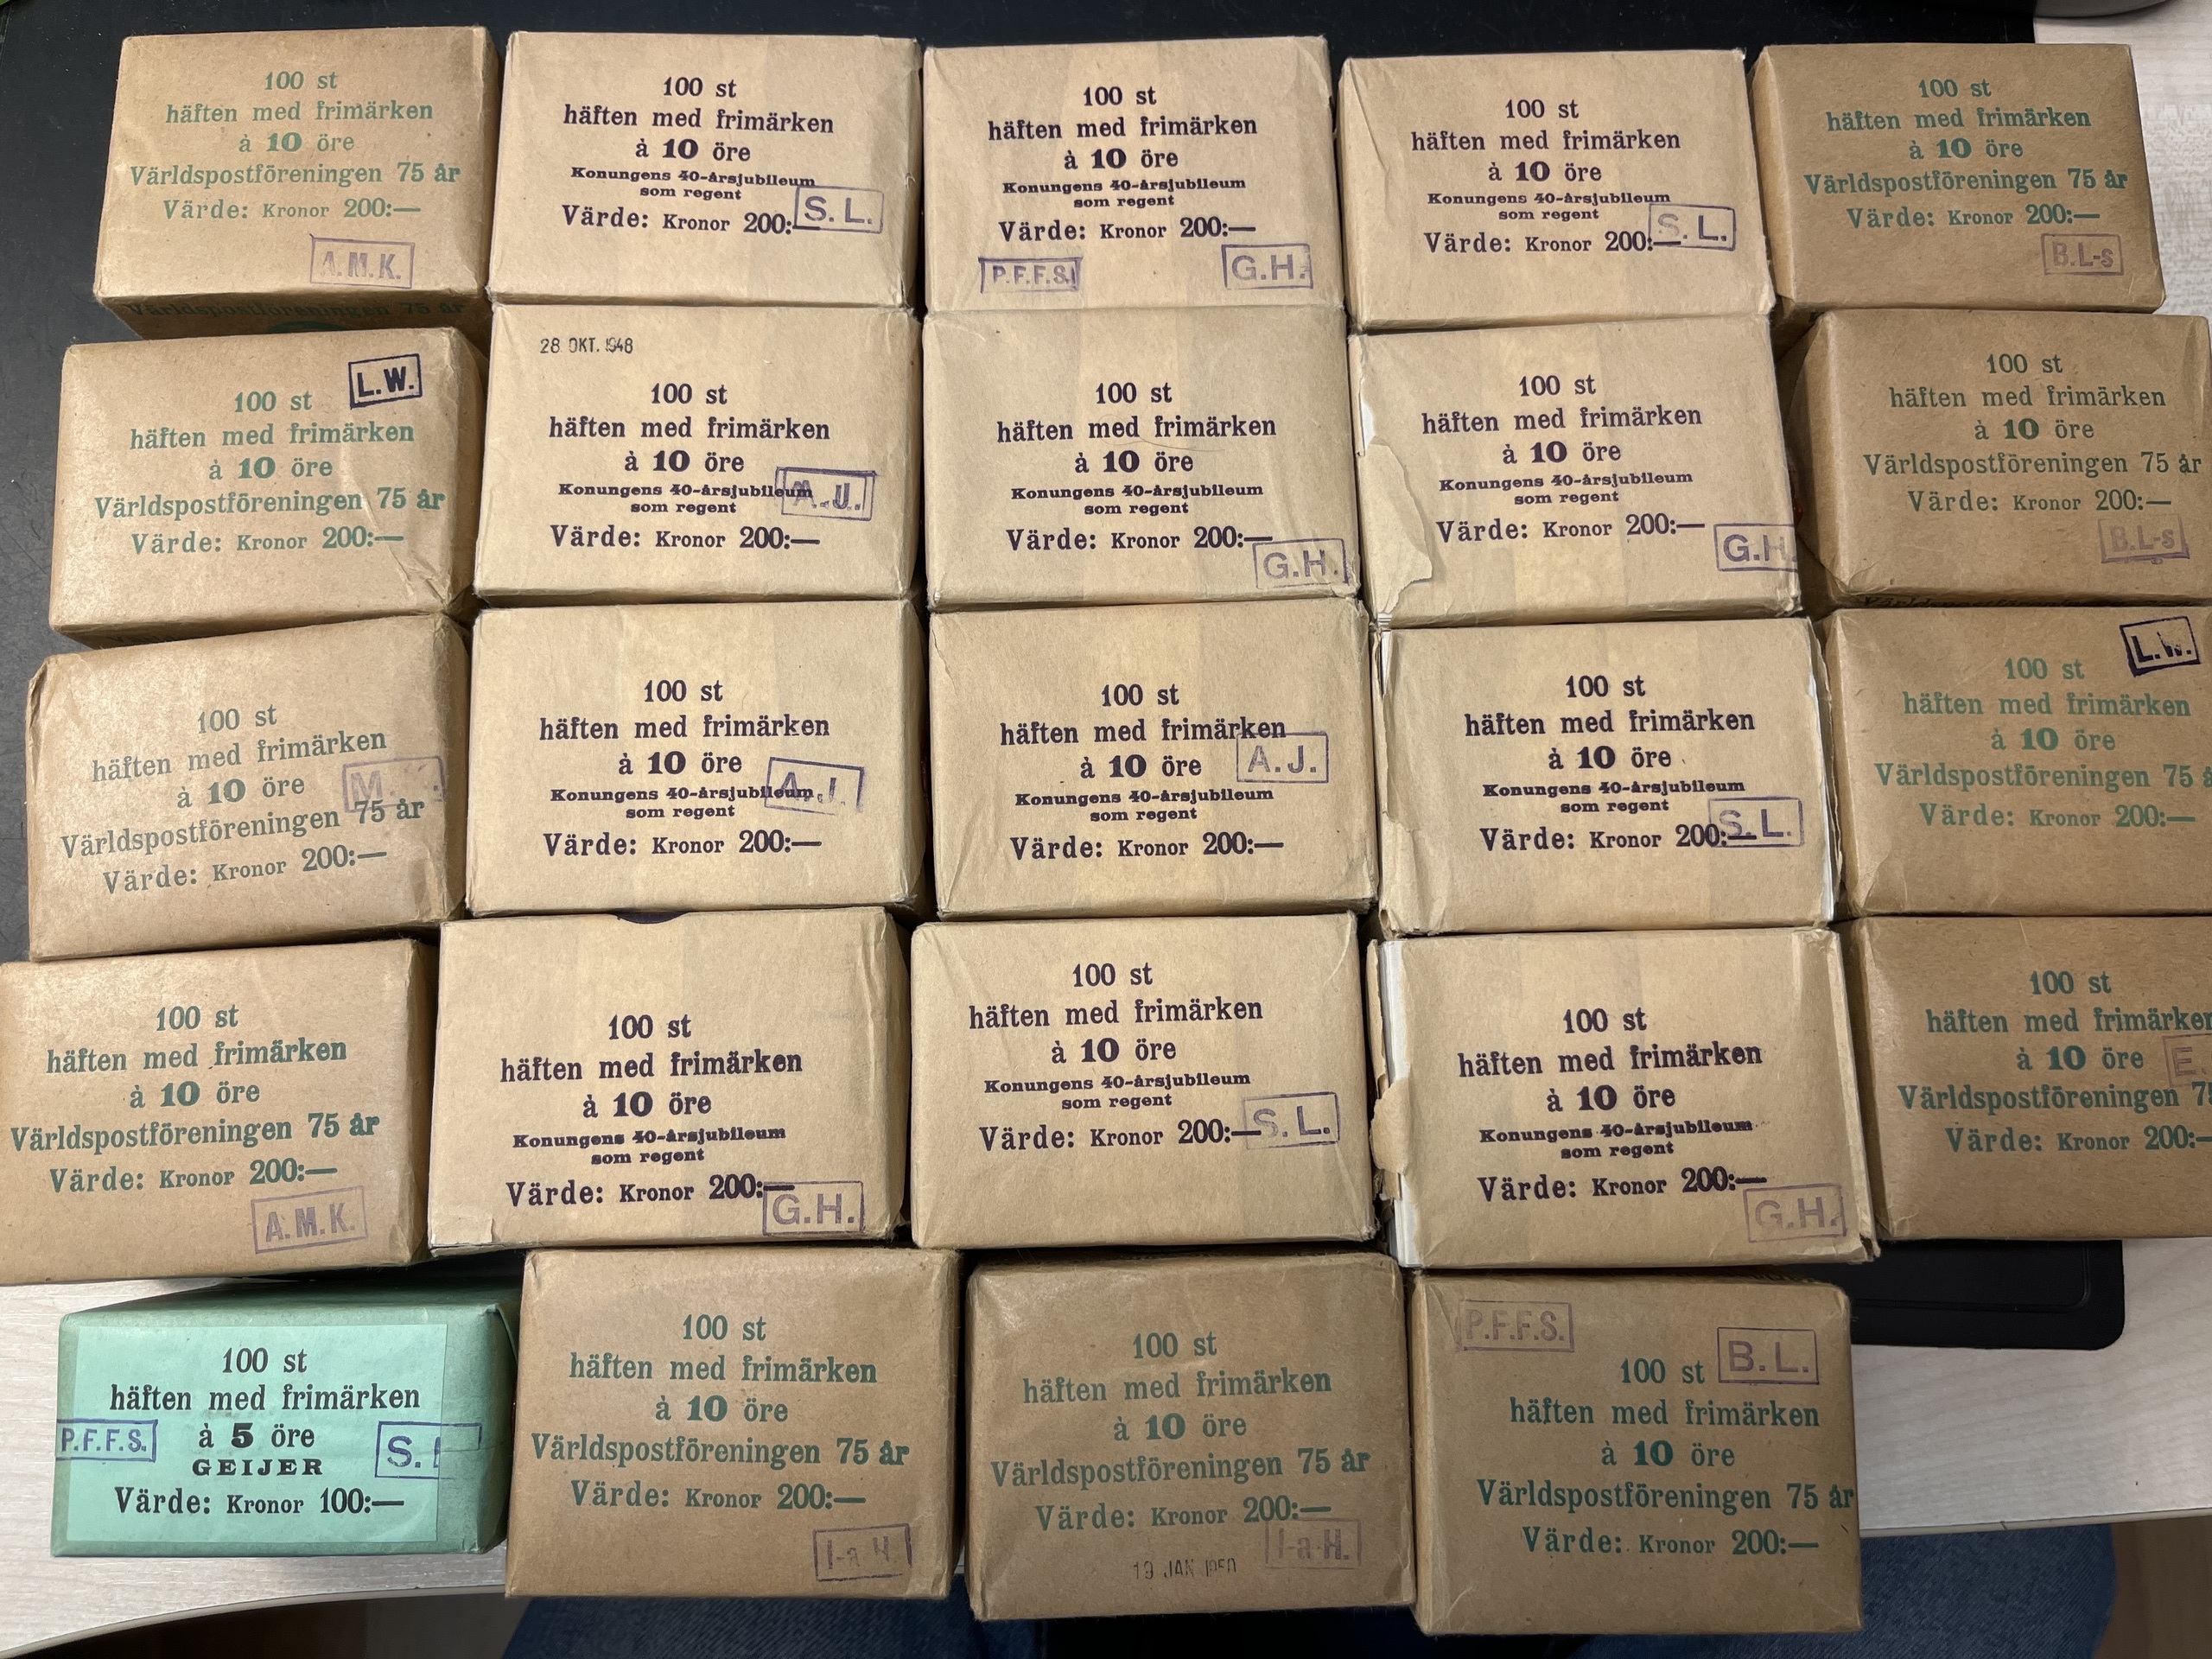 100 st
häften med frimärken
à 10 öre
Världspostföreningen 75 år
Värde: Kronor 200:—
A.M.K.
Världspostföreningen 75 år
100 st
häften med frimärken
à 10 öre
Konungens 40-årsjubileum
som regent
Värde: Kronor 200:—
S. L.
100 st
häften med frimärken
à 10 öre
Konungens 40-årsjubileum
som regent
Värde: Kronor 200:—
P.F.F.S.
G.H.
100 st
häften med frimärken
à 10 öre
Konungens 40-årsjubileum
som regent
Värde: Kronor 200:—
S. L.
100 st
häften med frimärken
à 10 öre
Världspostföreningen 75 år
Värde: Kronor 200:—
B.L-s
L.W.
100 st
häften med frimärken
à 10 öre
Världspostföreningen 75 år
Värde: Kronor 200:—
28 OKT. 1948
100 st
häften med frimärken
à 10 öre
Konungens 40-årsjubileum
som regent
Värde: Kronor 200:—
A.J.
100 st
häften med frimärken
à 10 öre
Konungens 40-årsjubileum
som regent
Värde: Kronor 200:—
G.H.
100 st
häften med frimärken
à 10 öre
Konungens 40-årsjubileum
som regent
Värde: Kronor 200:—
G.H.
100 st
häften med frimärken
à 10 öre
Världspostföreningen 75 år
Värde: Kronor 200:—
B.L-s
100 st
häften med frimärken
à 10 öre
Världspostföreningen 75 år
Värde: Kronor 200:—
100 st
häften med frimärken
à 10 öre
Konungens 40-årsjubileum
som regent
Värde: Kronor 200:—
A.J.
100 st
häften med frimärken
à 10 öre
Konungens 40-årsjubileum
som regent
Värde: Kronor 200:—
A.J.
100 st
häften med frimärken
à 10 öre
Konungens 40-årsjubileum
som regent
Värde: Kronor 200:—
S. L.
L.W.
100 st
häften med frimärken
à 10 öre
Världspostföreningen 75 å
Värde: Kronor 200:—
100 st
häften med frimärken
à 10 öre
Världspostföreningen 75 år
Värde: Kronor 200:—
A.M.K.
100 st
häften med frimärken
à 10 öre
Konungens 40-årsjubileum
som regent
Värde: Kronor 200:—
G.H.
100 st
häften med frimärken
à 10 öre
Konungens 40-årsjubileum
som regent
Värde: Kronor 200:—
S. L.
100 st
häften med frimärken
à 10 öre
Konungens 40-årsjubileum
som regent
Värde: Kronor 200:—
G.H.
100 st
häften med frimärken
à 10 öre
E.
Världspostföreningen 75
Värde: Kronor 200:—
100 st
häften med frimärken
à 5 öre
GEIJER
Värde: Kronor 100:—
P.F.F.S.
S.
100 st
häften med frimärken
à 10 öre
Världspostföreningen 75 år
Värde: Kronor 200:—
I-a H.
100 st
häften med frimärken
à 10 öre
Världspostföreningen 75 år
Värde: Kronor 200:—
I-a H.
19 JAN 1950
P.F.F.S.
B.L.
100 st
häften med frimärken
à 10 öre
Världspostföreningen 75 år
Värde: Kronor 200:—